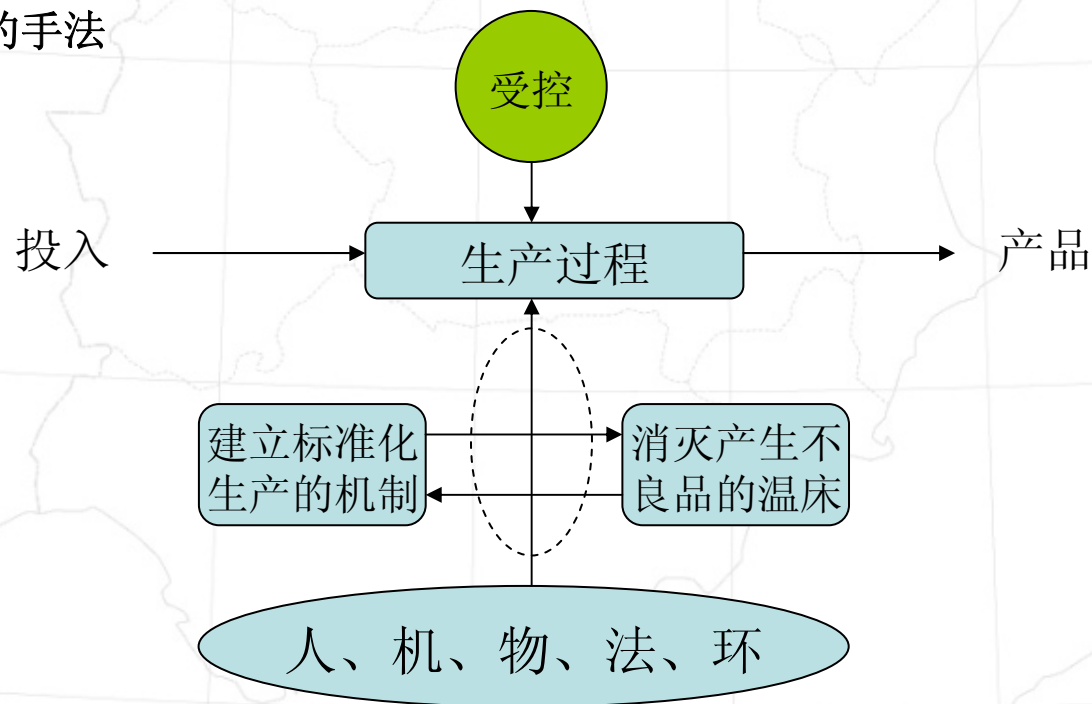 的手法
受控
投入
生产过程
产品
建立标准化
生产的机制
消灭产生不
良品的温床
人、机、物、法、环